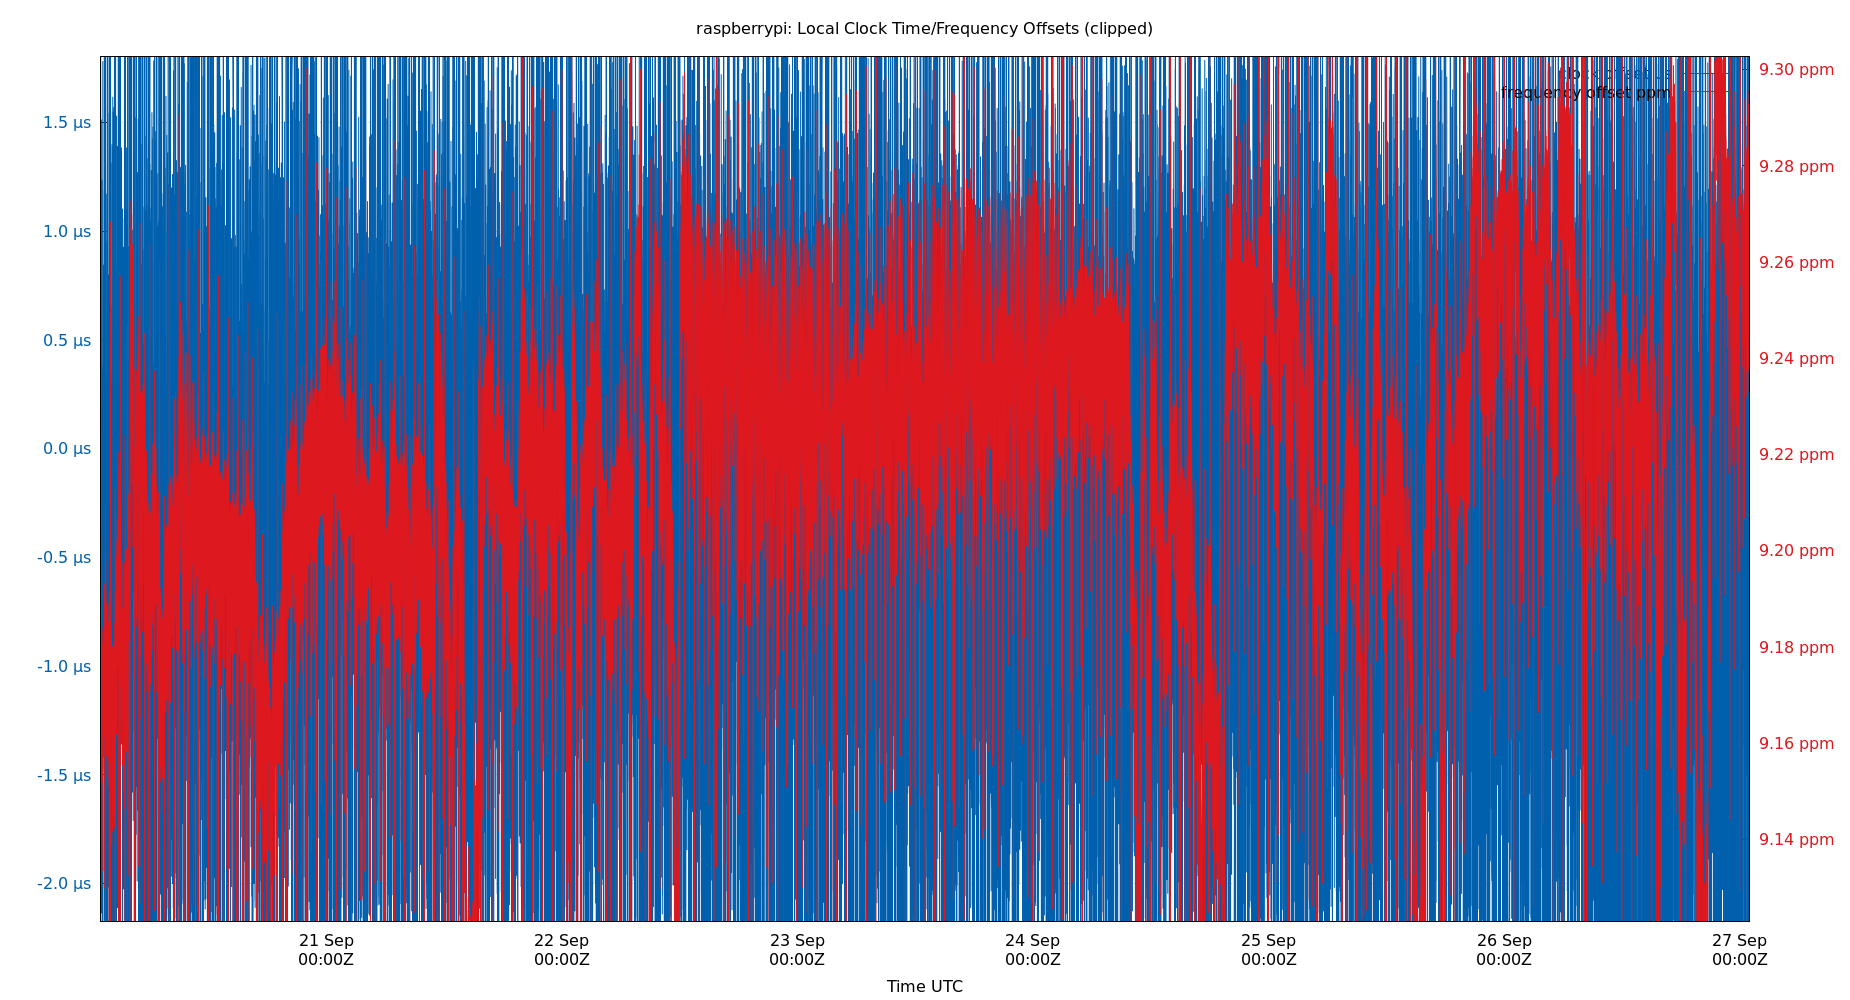 raspberrypi: Local Clock Time/Frequency Offsets (clipped)
clock offset
frequency offset ppm
1.5 µs
1.0 µs
0.5 µs
0.0 µs
-0.5 µs
-1.0 µs
-1.5 µs
-2.0 µs
9.30 ppm
9.28 ppm
9.26 ppm
9.24 ppm
9.22 ppm
9.20 ppm
9.18 ppm
9.16 ppm
9.14 ppm
21 Sep
00:00Z
22 Sep
00:00Z
23 Sep
00:00Z
24 Sep
00:00Z
25 Sep
00:00Z
26 Sep
00:00Z
27 Sep
00:00Z
Time UTC